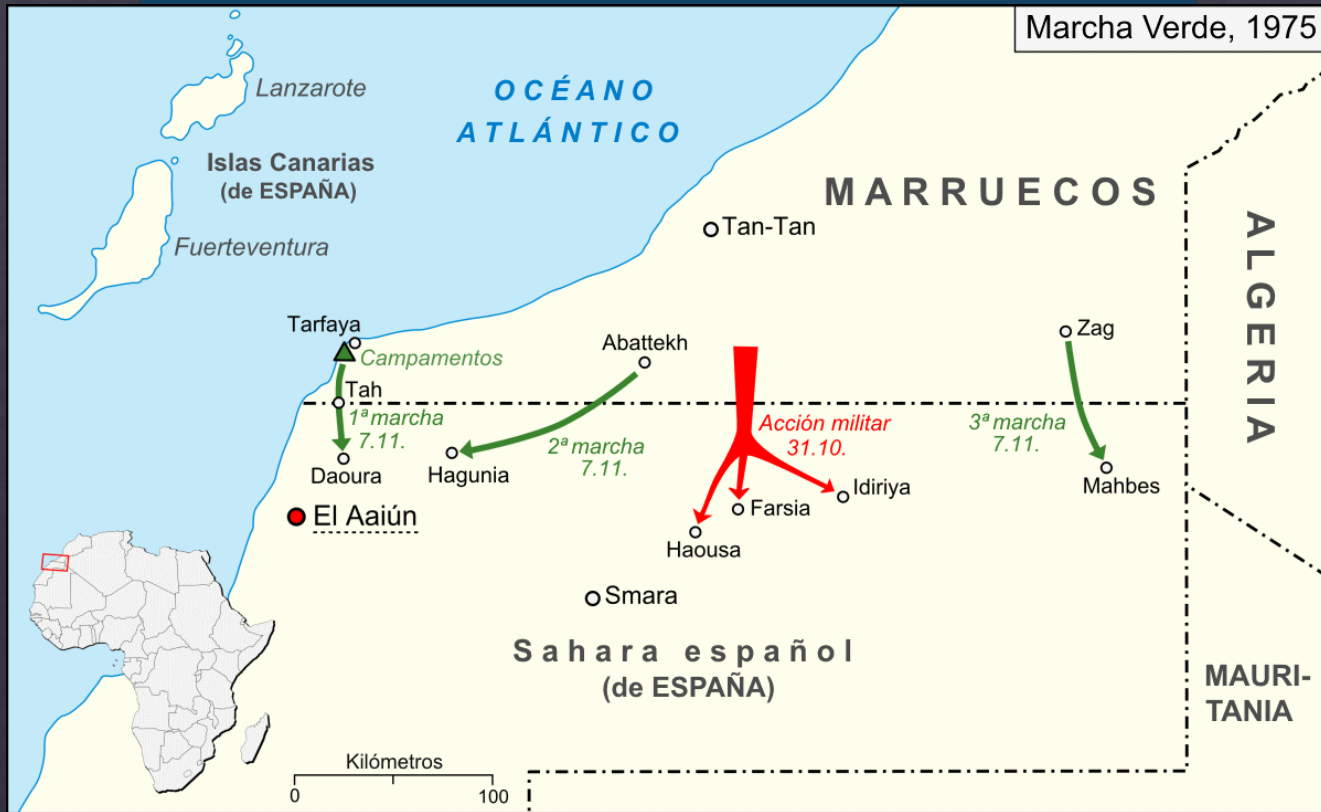 Marcha Verde, 1975
Lanzarote
OCÉANO
ATLÁNTICO
Islas Canarias
(de ESPAÑA)
MARRUECOS
Tan-Tan
Fuerteventura
ALGERIA
Tarfaya
Campamentos
Abattekh
Zag
Tah
1ª marcha
7.11.
2ª marcha
7.11.
Acción militar
31.10.
3ª marcha
7.11.
Daoura
Hagunia
Idiriya
Mahbes
Farsia
El Aaiún
Haousa
Smara
Sahara español
(de ESPAÑA)
MAURI-
TANIA
Kilómetros
0 100